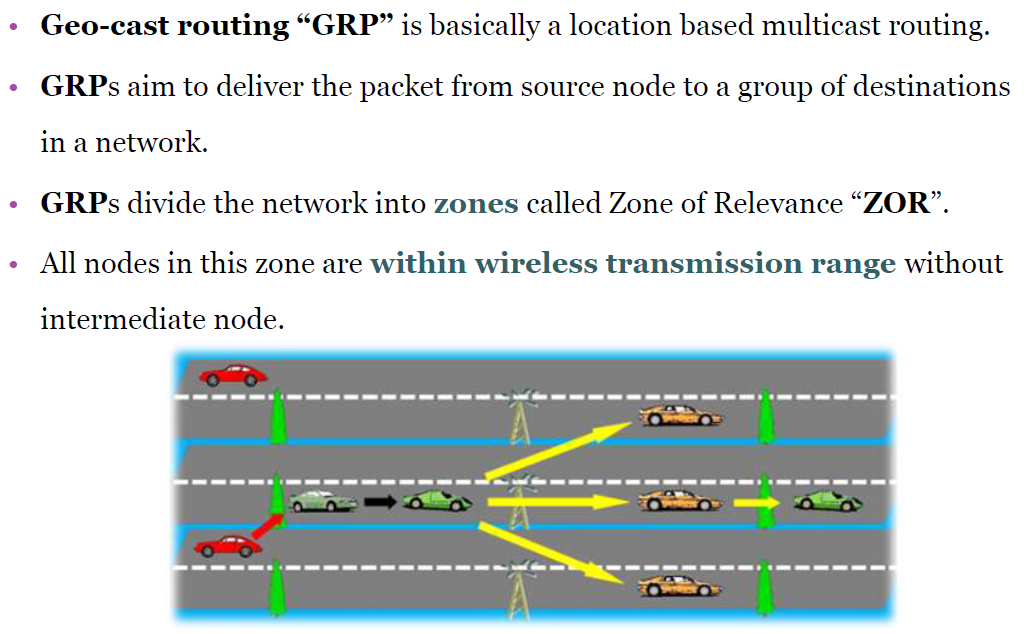 • Geo-cast routing “GRP” is basically a location based multicast routing.
• GRPs aim to deliver the packet from source node to a group of destinations
in a network.
• GRPs divide the network into zones called Zone of Relevance “ZOR”.
• All nodes in this zone are within wireless transmission range without
intermediate node.